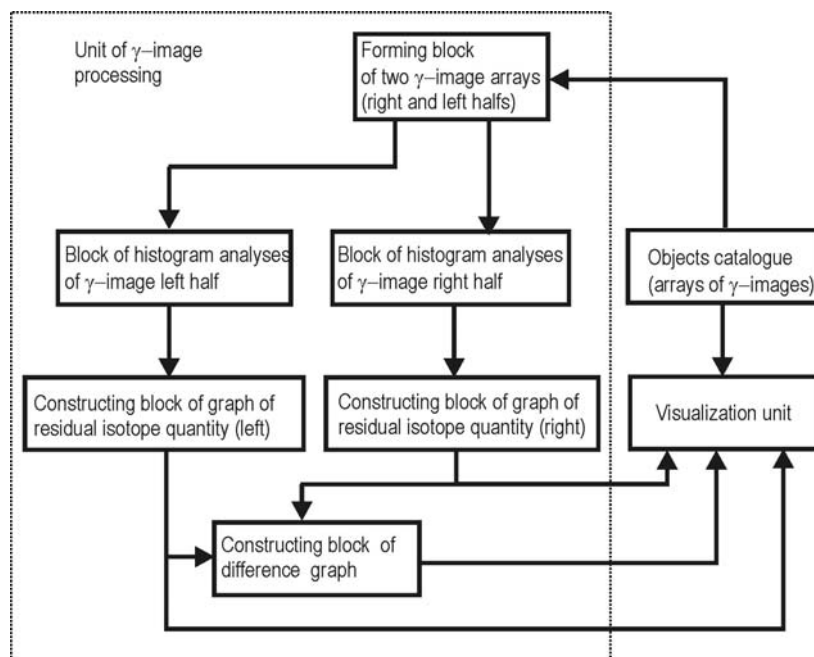 Unit of γ–image
processing
Forming block
of two γ–image arrays
(right and left halfs)
Block of histogram analyses
of γ–image left half
Block of histogram analyses
of γ–image right half
Objects catalogue
(arrays of γ–images)
Constructing block of graph of
residual isotope quantity (left)
Constructing block of graph of
residual isotope quantity (right)
Visualization unit
Constructing block of
difference graph